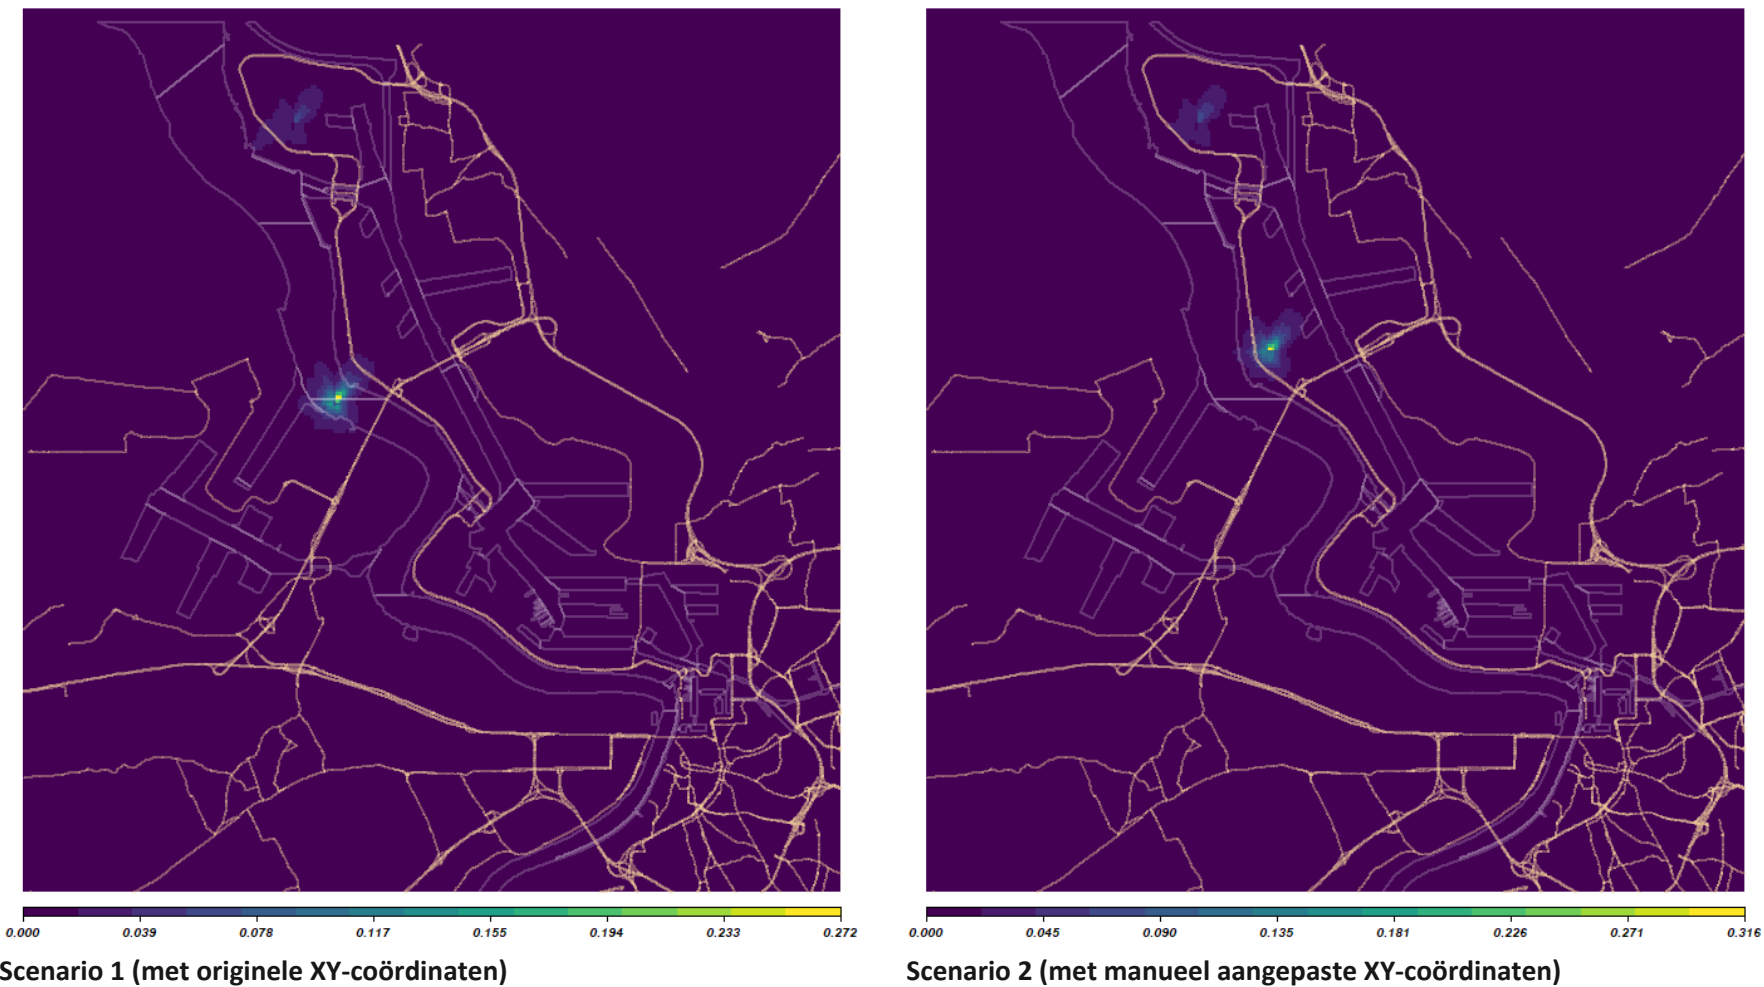 0.000 0.039 0.078 0.117 0.155 0.194 0.233 0.272
Scenario 1 (met originele XY-coördinaten)
0.000 0.045 0.090 0.135 0.181 0.226 0.271 0.316
Scenario 2 (met manueel aangepaste XY-coördinaten)